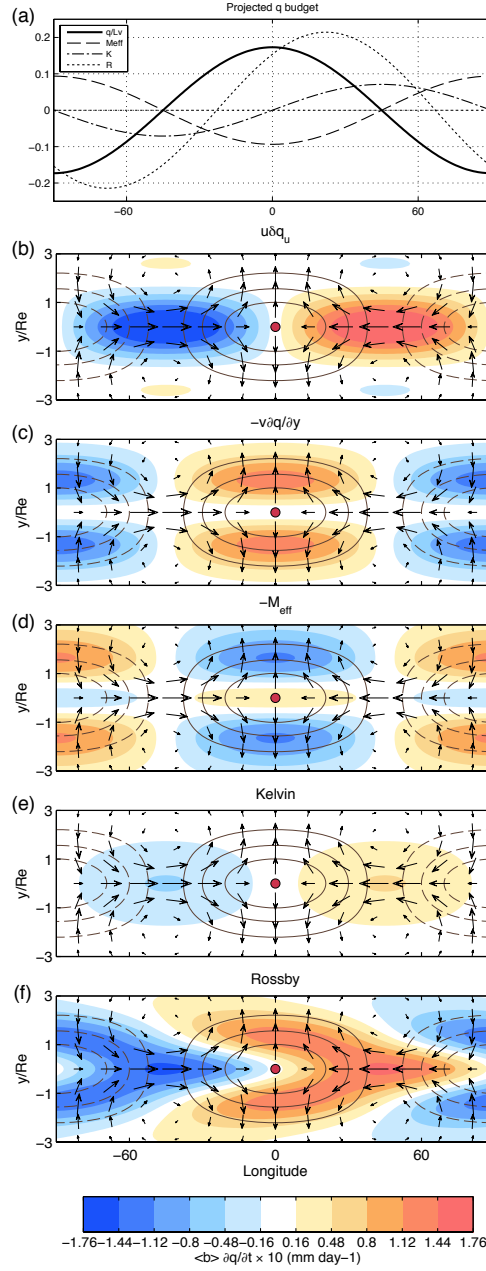 (a)
Projected q budget
q/Lv
Meff
K
R
0.2
0.1
0
−0.1
−0.2
−60
0
60
uδq_u
(b)
3
1
−1
−3
y/Re
−v∂q/∂y
(c)
3
1
−1
−3
y/Re
−M_eff
(d)
3
1
−1
−3
y/Re
Kelvin
(e)
3
1
−1
−3
y/Re
Rossby
(f)
3
1
−1
−3
y/Re
−60
0
60
Longitude
−1.76−1.44−1.12 −0.8 −0.48−0.16 0.16 0.48 0.8 1.12 1.44 1.76
<b> ∂q/∂t × 10 (mm day−1)